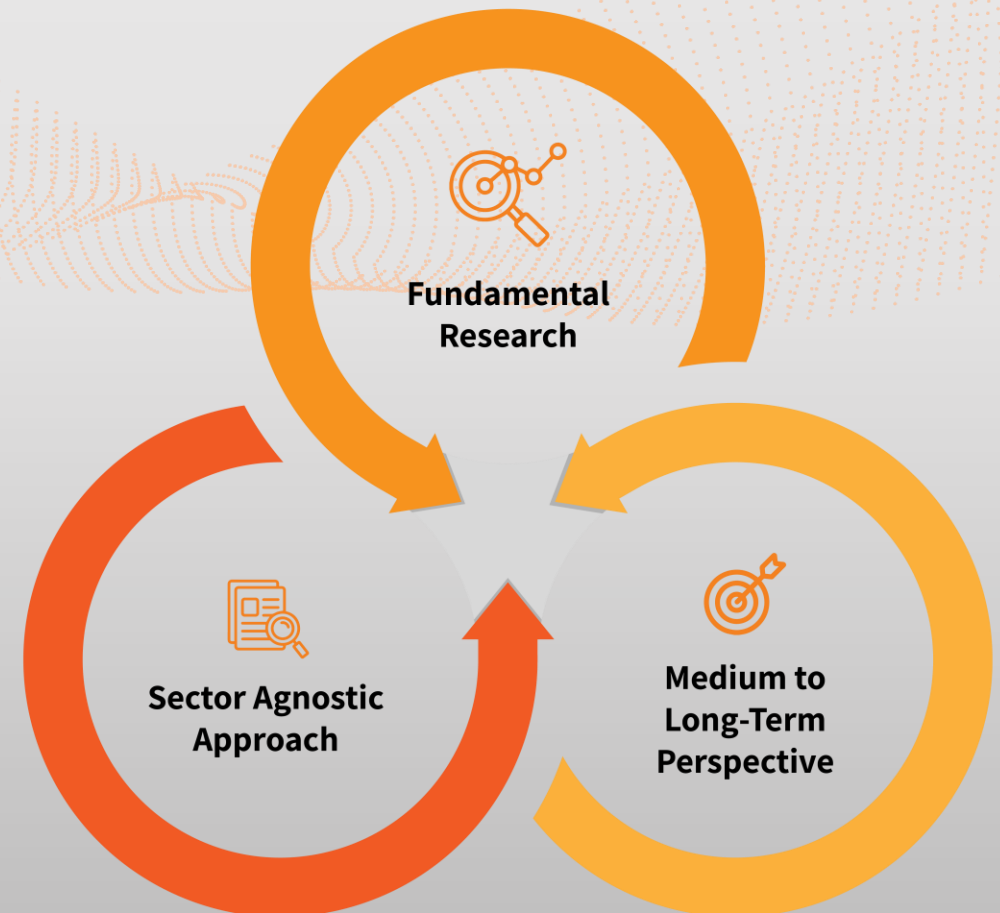 Fundamental
Research
Sector Agnostic
Approach
Medium to
Long-Term
Perspective